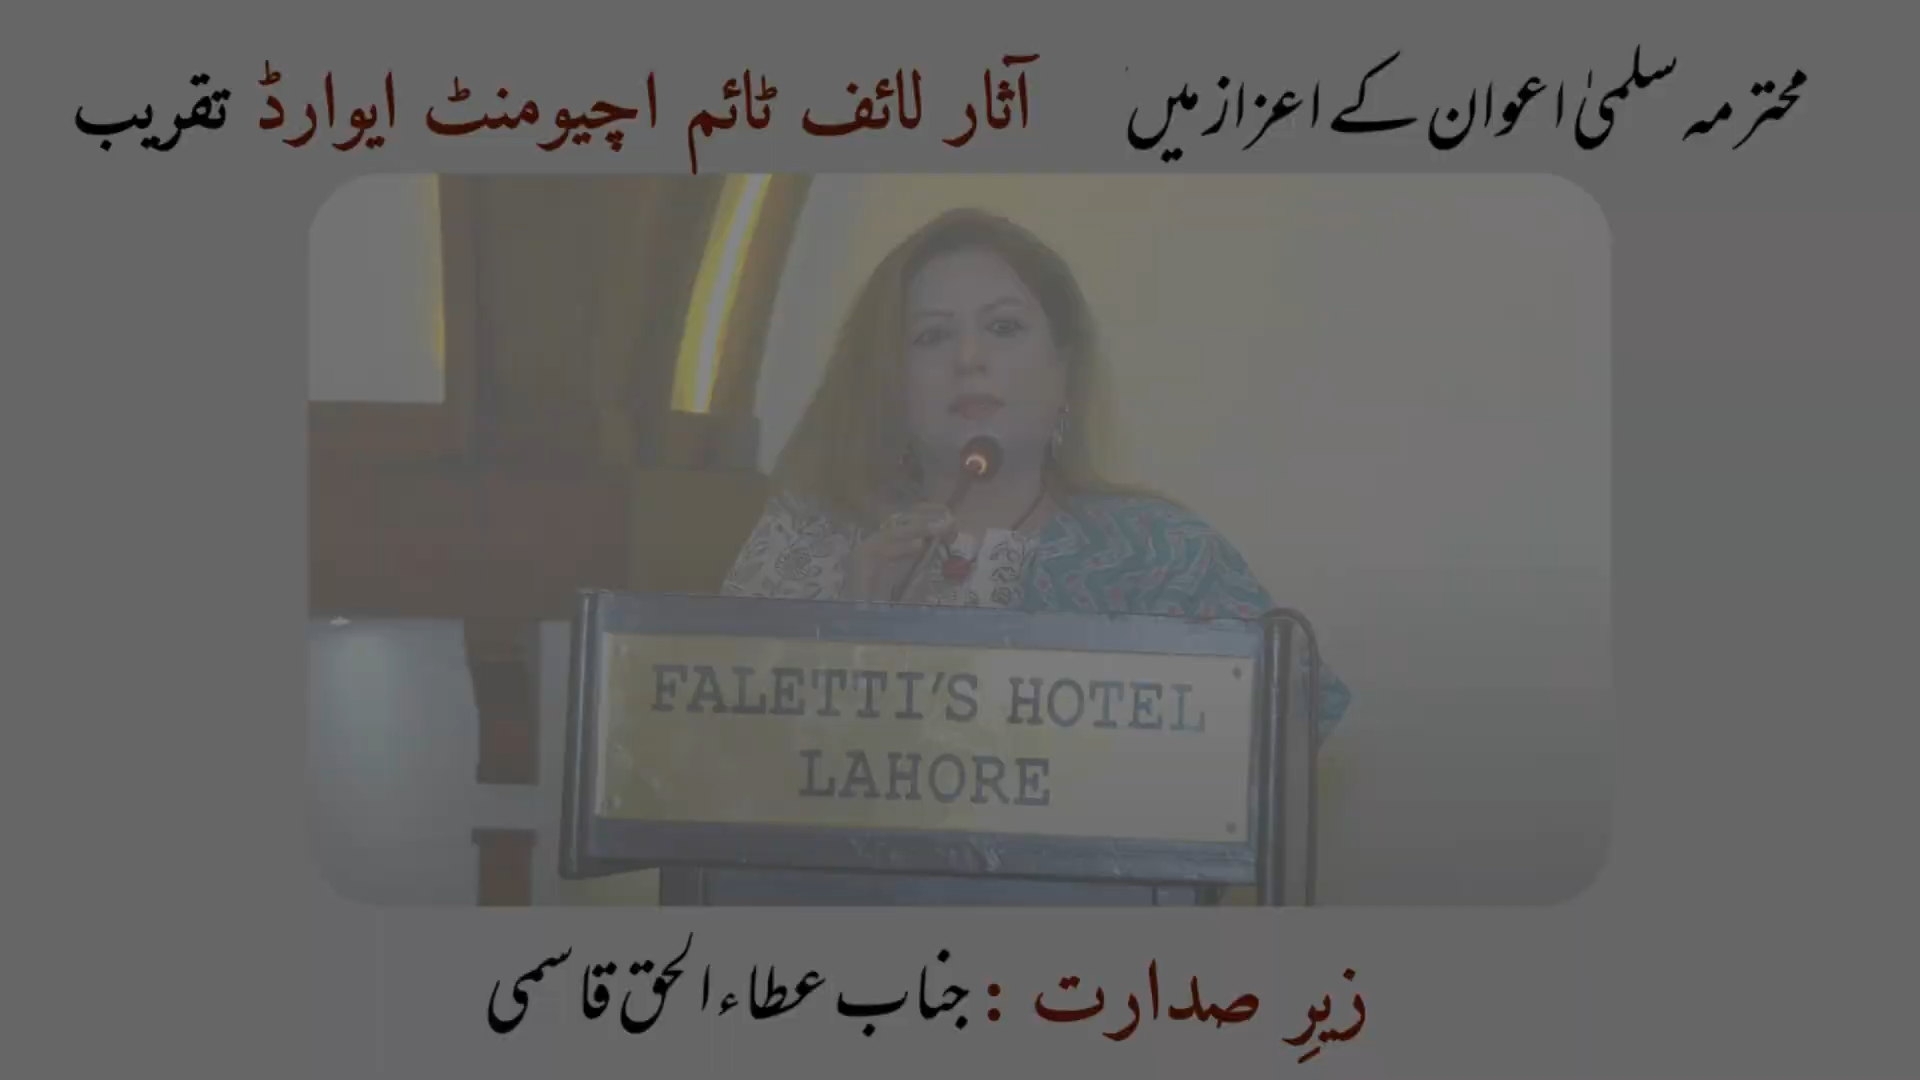 محترمہ سلمیٰ اعوان کے اعزاز میں آثار لائف ٹائم اچیومنٹ ایوارڈ تقریب
FALETTI'S HOTEL
LAHORE
زیرِ صدارت : جناب عطاء الحق قاسمی